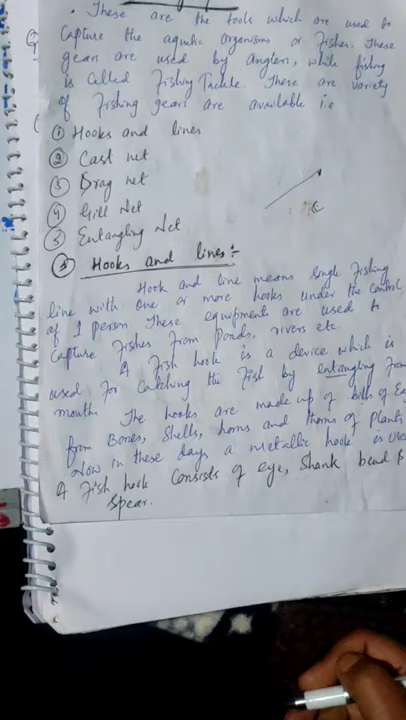 • These are the tools which are used to
capture the aquatic organisms or fishes. These
gears are used by anglers, while fishing
is called Fishing Tackle. These are variety
of Fishing gears are available i.e
① Hooks and lines
② Cast net
③ Drag net
④ Gill Net
⑤ Entangling Net
① Hooks and lines :-
Hook and line means single fishing
line with one or more hooks under the control
of 1 person. These equipments are used to
capture Fishes from Ponds, rivers etc.
A Fish hook is a device which is
used for catching the Fish by entangling from
mouth. The hooks are made up of bills of
from Bones, Shells, horns and thorns of Plants
Now in these days a metallic hook is
A Fish hook consists of eye, Shank bend &
Spear.